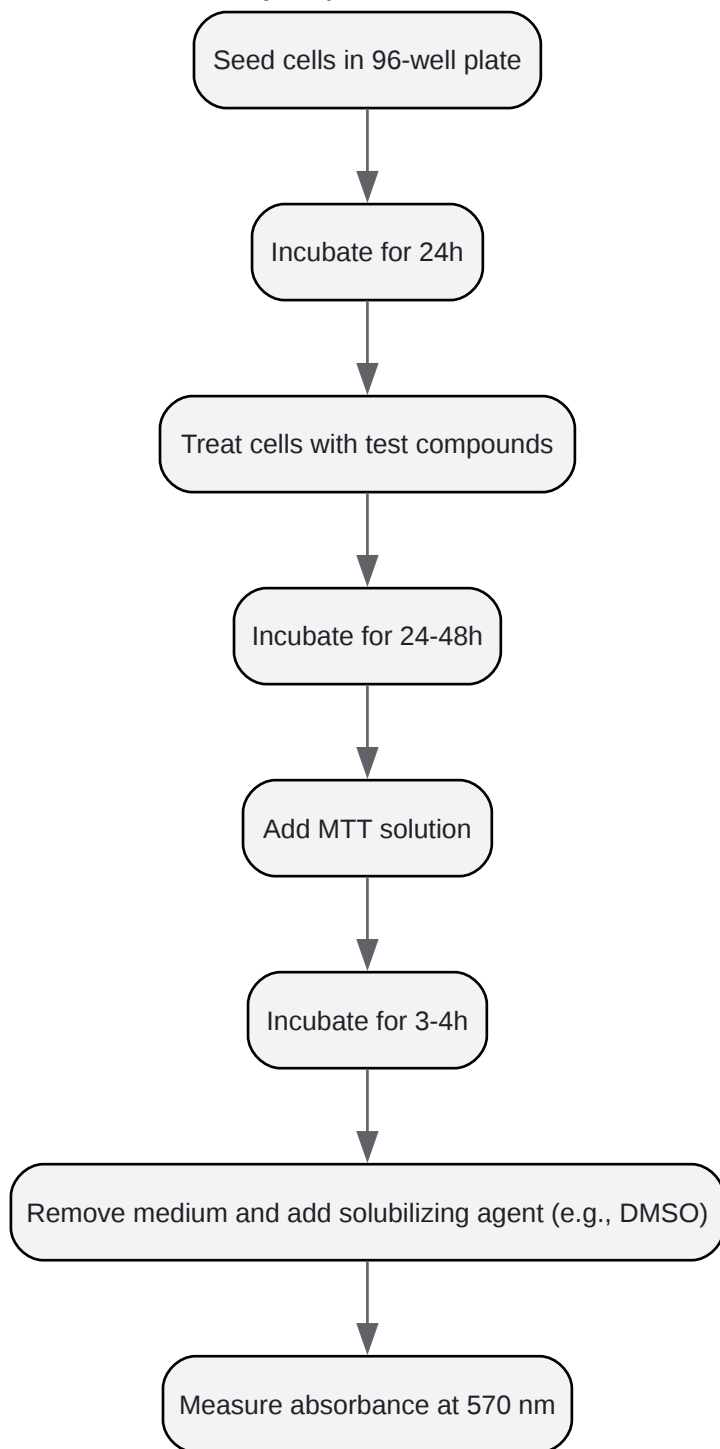 Seed cells in 96-well plate
Incubate for 24h
Treat cells with test compounds
Incubate for 24-48h
Add MTT solution
Incubate for 3-4h
Remove medium and add solubilizing agent (e.g., DMSO)
Measure absorbance at 570 nm